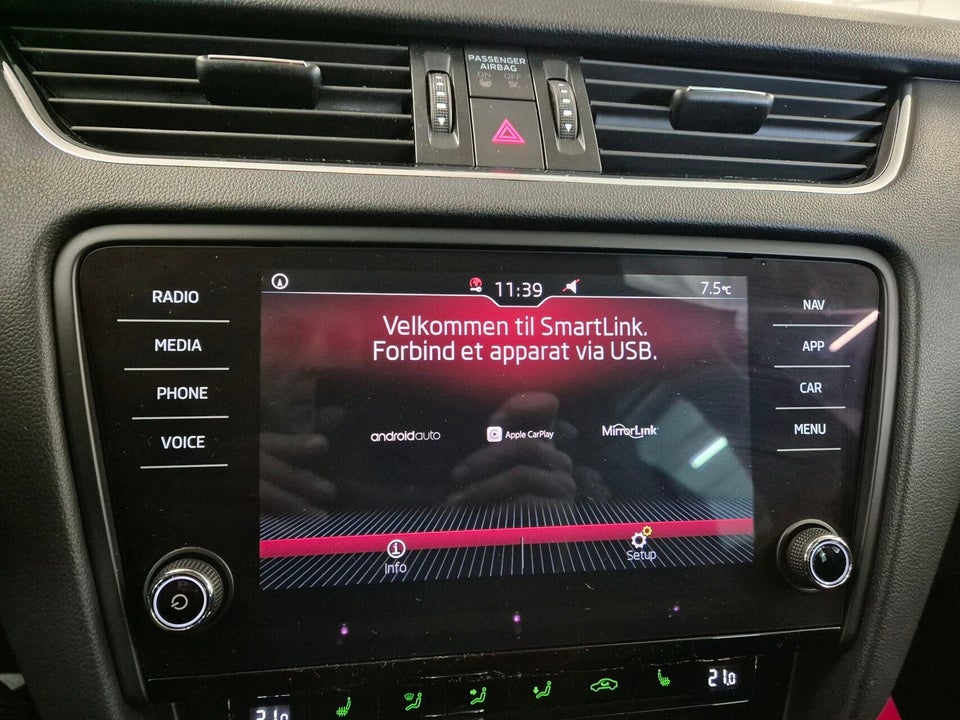 PASSENGER
AIRBAG
ON OFF
RADIO
MEDIA
PHONE
VOICE
11:39
7.5°C
Velkommen til SmartLink.
Forbind et apparat via USB.
androidauto
Apple CarPlay
MirrorLink
Info
Setup
NAV
APP
CAR
MENU
21.0
21.0